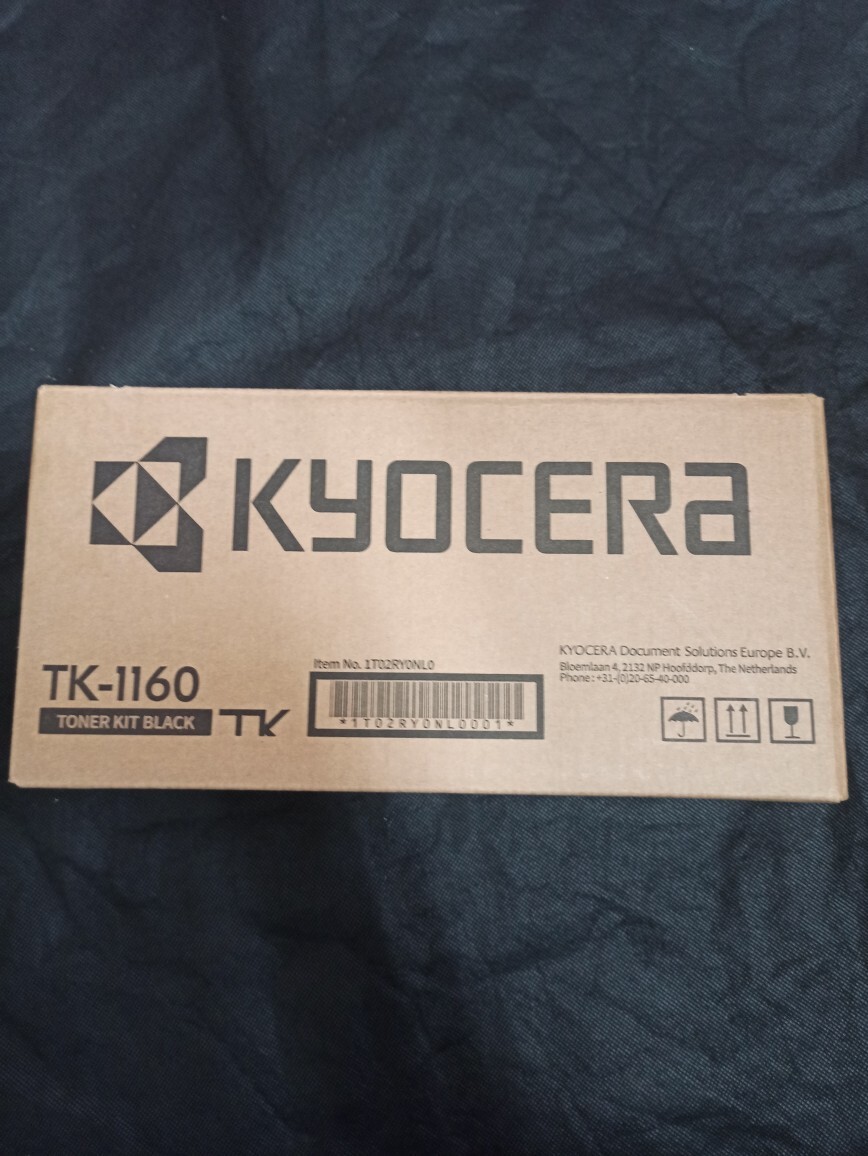 KYOCERA
TK-1160
TONER KIT BLACK
TK
Item No. 1T02RY0NL0
*1T02RY0NL0001*
KYOCERA Document Solutions Europe B.V.
Bloemlaan 4, 2132 NP Hoofddorp, The Netherlands
Phone: +31-(0)20-65-40-000